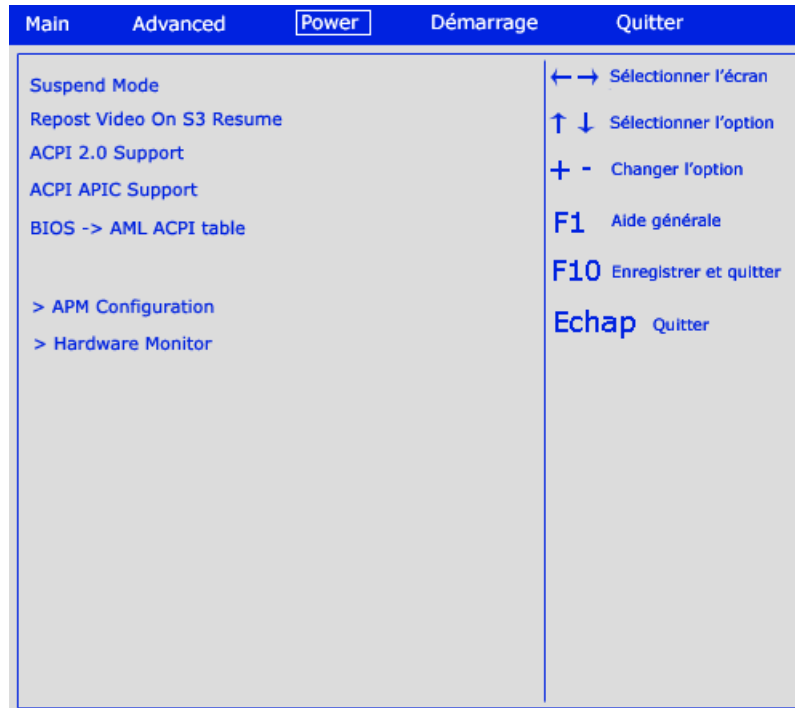 Main Advanced Power Démarrage Quitter
Suspend Mode
Repost Video On S3 Resume
ACPI 2.0 Support
ACPI APIC Support
BIOS -> AML ACPI table
> APM Configuration
> Hardware Monitor
←→ Sélectionner l'écran
↑↓ Sélectionner l'option
+ - Changer l'option
F1 Aide générale
F10 Enregistrer et quitter
Echap Quitter